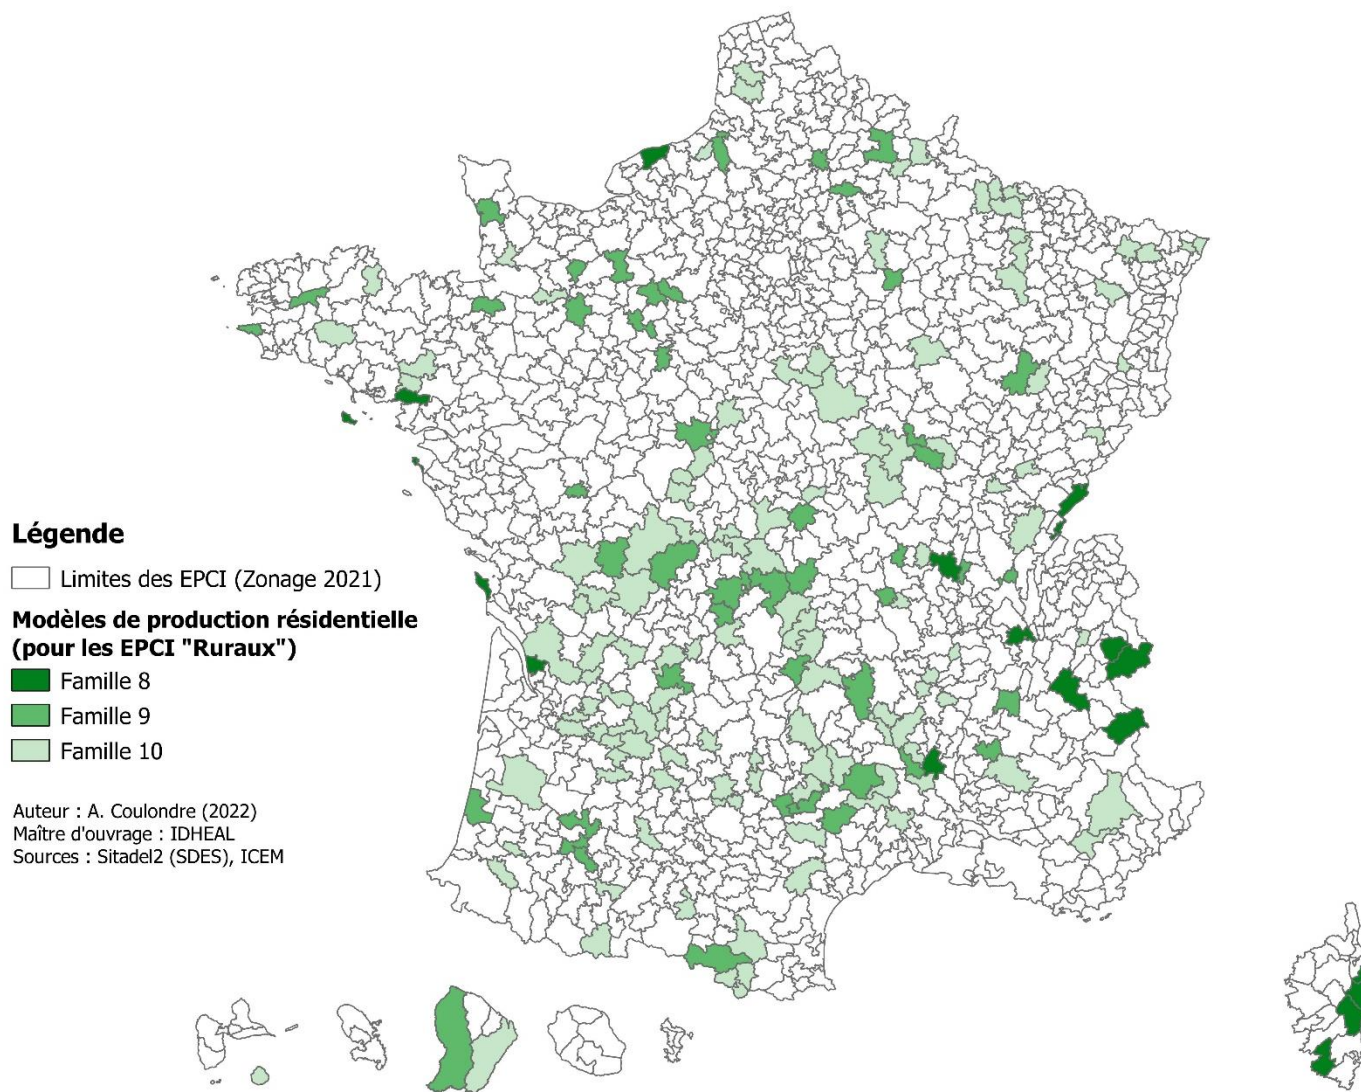 Légende
Limites des EPCI (Zonage 2021)
Modèles de production résidentielle
(pour les EPCI "Ruraux")
Famille 8
Famille 9
Famille 10
Auteur : A. Coulondre (2022)
Maître d'ouvrage : IDHEAL
Sources : Sitadel2 (SDES), ICEM